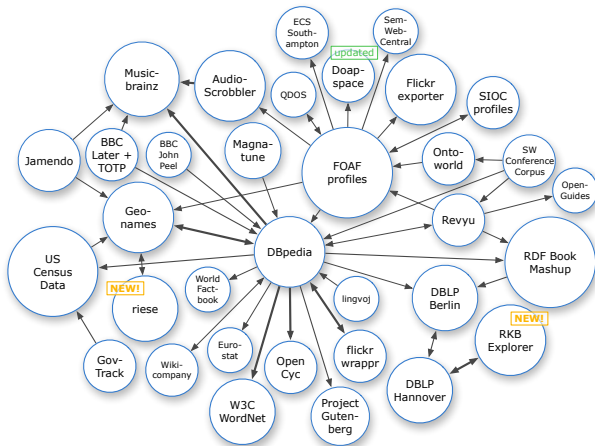 ECS
South-
ampton
Sem-
Web-
Central
updated
Doap-
space
Music-
brainz
Audio-
Scrobbler
QDOS
Flickr
exporter
SIOC
profiles
BBC
Later +
TOTP
BBC
John
Peel
Magna-
tune
FOAF
profiles
Onto-
world
SW
Conference
Corpus
Jamendo
Open-
Guides
Geo-
names
Revyu
DBpedia
US
Census
Data
RDF Book
Mashup
NEW!
riese
World
Fact-
book
lingvoj
DBLP
Berlin
NEW!
RKB
Explorer
Gov-
Track
Wiki-
company
Euro-
stat
Open
Cyc
flickr
wrappr
DBLP
Hannover
W3C
WordNet
Project
Guten-
berg